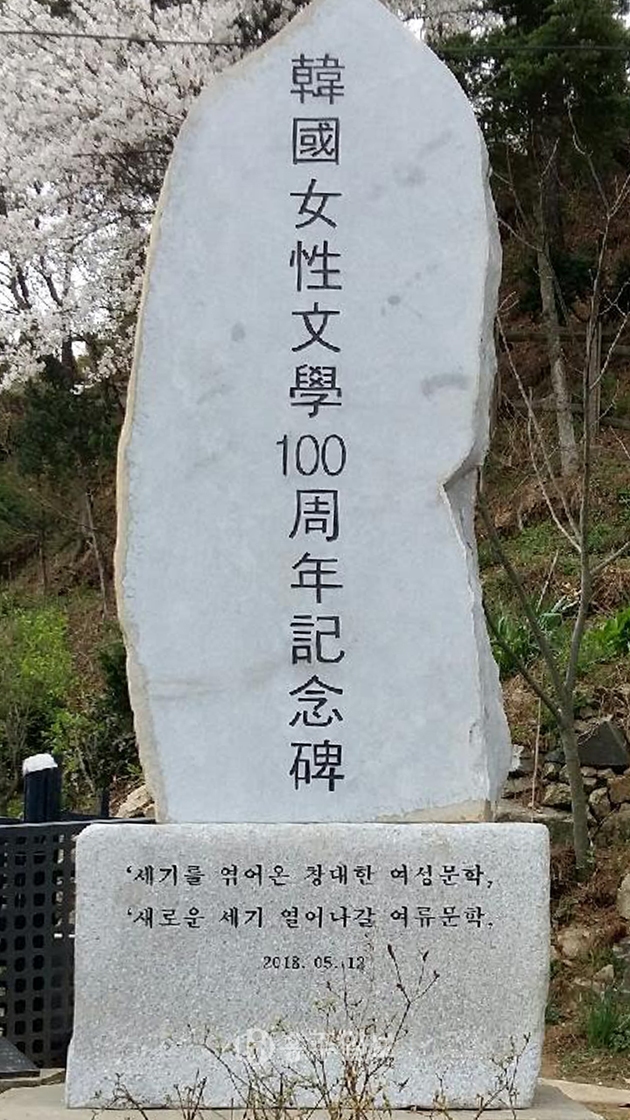 韓國女性文學100周年記念碑
‘세기를 엮어온 창대한 여성문학,
‘새로운 세기 열어나갈 여류문학.
2018. 05. 12